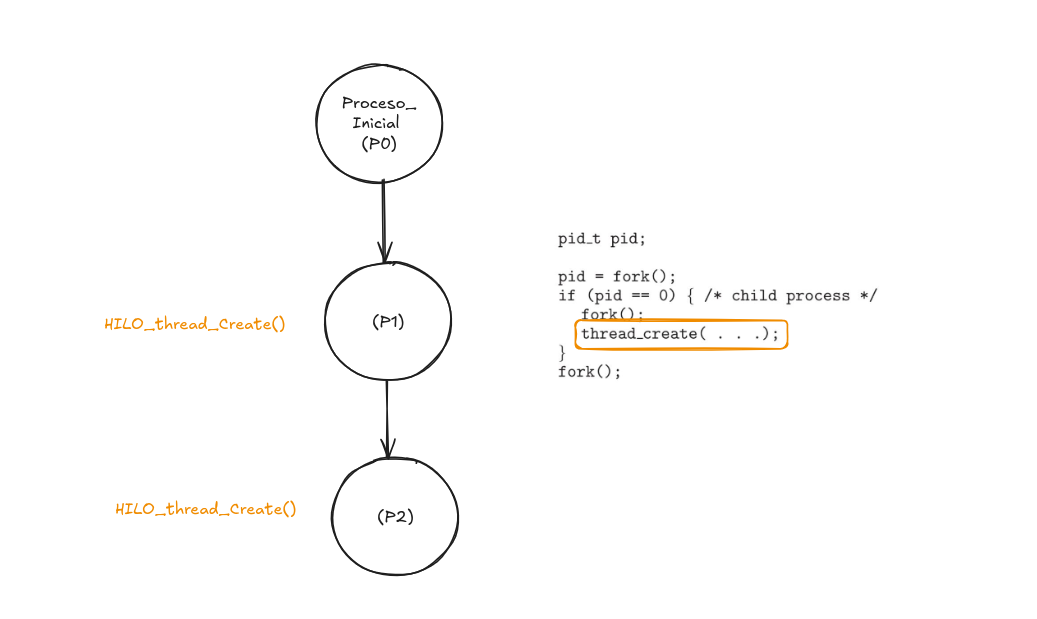 Proceso_
Inicial
(P0)
HILO_thread_Create()
(P1)
HILO_thread_Create()
(P2)
pid_t pid;
pid = fork();
if (pid == 0) { /* child process */
fork();
thread_create( . . .);
}
fork();